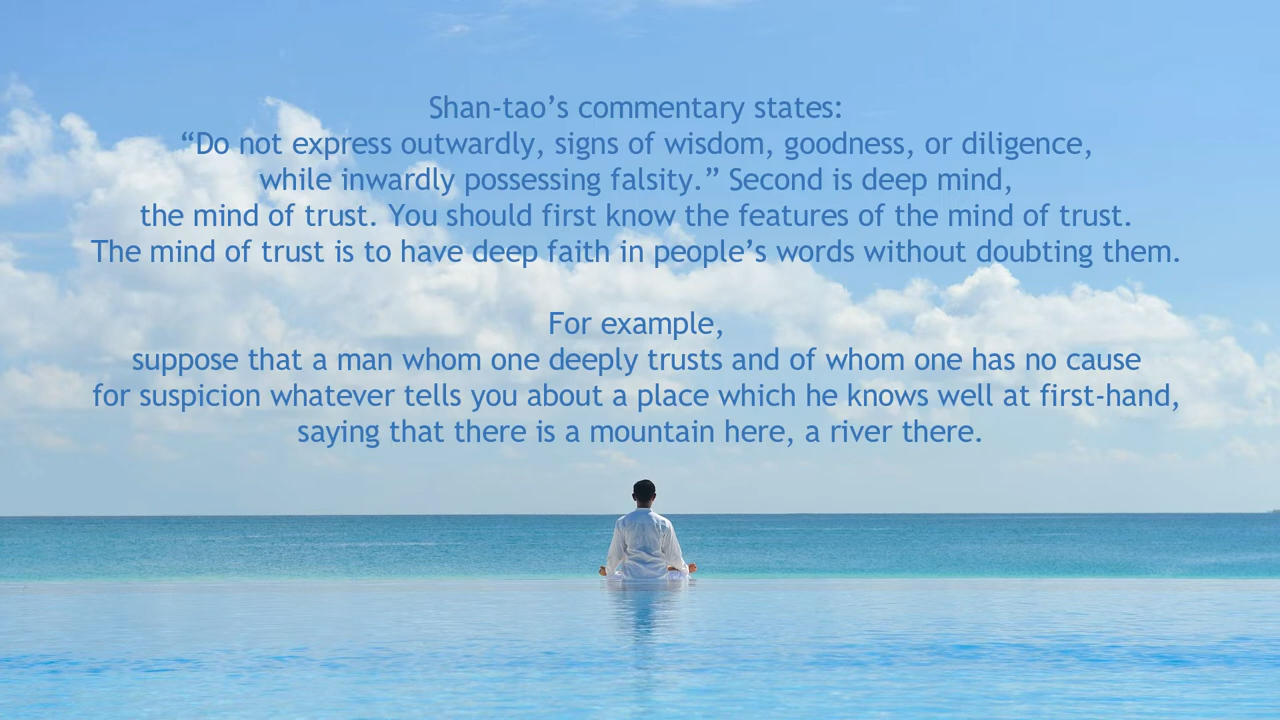 Shan-tao’s commentary states:
“Do not express outwardly, signs of wisdom, goodness, or diligence,
while inwardly possessing falsity.” Second is deep mind,
the mind of trust. You should first know the features of the mind of trust.
The mind of trust is to have deep faith in people’s words without doubting them.
For example,
suppose that a man whom one deeply trusts and of whom one has no cause
for suspicion whatever tells you about a place which he knows well at first-hand,
saying that there is a mountain here, a river there.